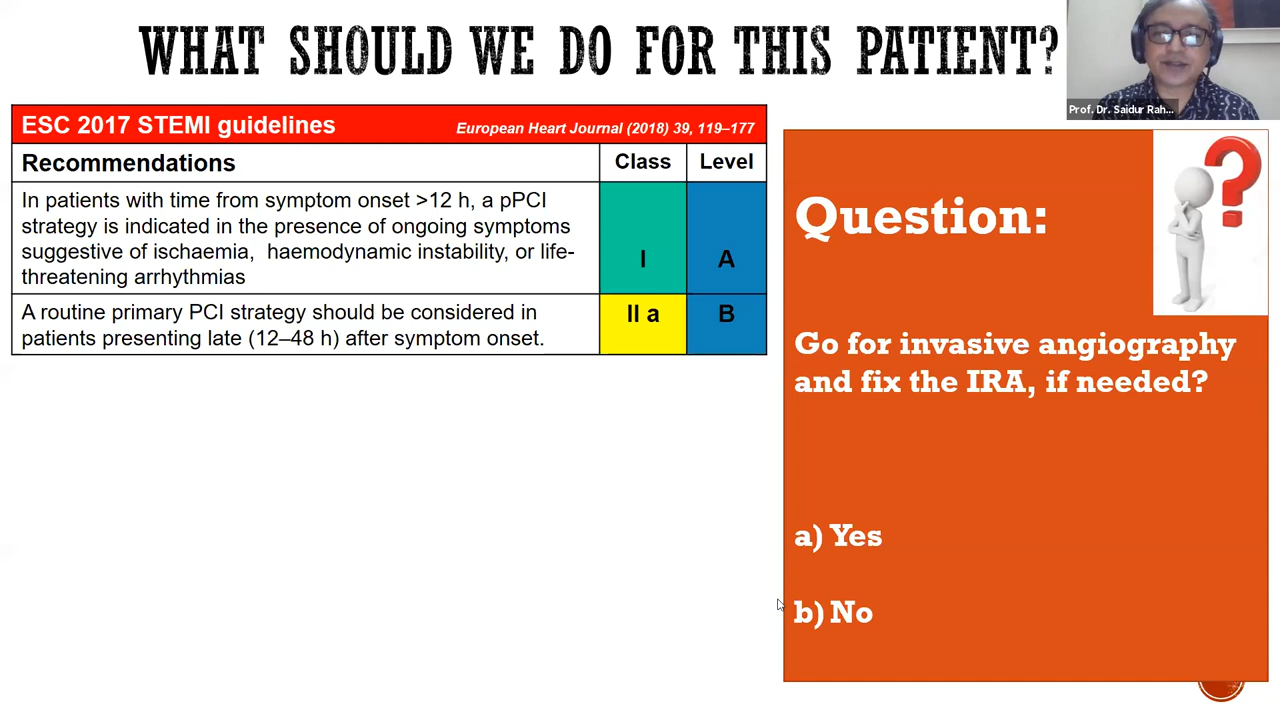 WHAT SHOULD WE DO FOR THIS PATIENT?
Prof. Dr. Saidur Rah...
ESC 2017 STEMI guidelines European Heart Journal (2018) 39, 119–177
Recommendations Class Level
In patients with time from symptom onset >12 h, a pPCI
strategy is indicated in the presence of ongoing symptoms
suggestive of ischaemia, haemodynamic instability, or life-
threatening arrhythmias
I A
A routine primary PCI strategy should be considered in
patients presenting late (12–48 h) after symptom onset.
II a B
Question:
Go for invasive angiography
and fix the IRA, if needed?
a) Yes
b) No